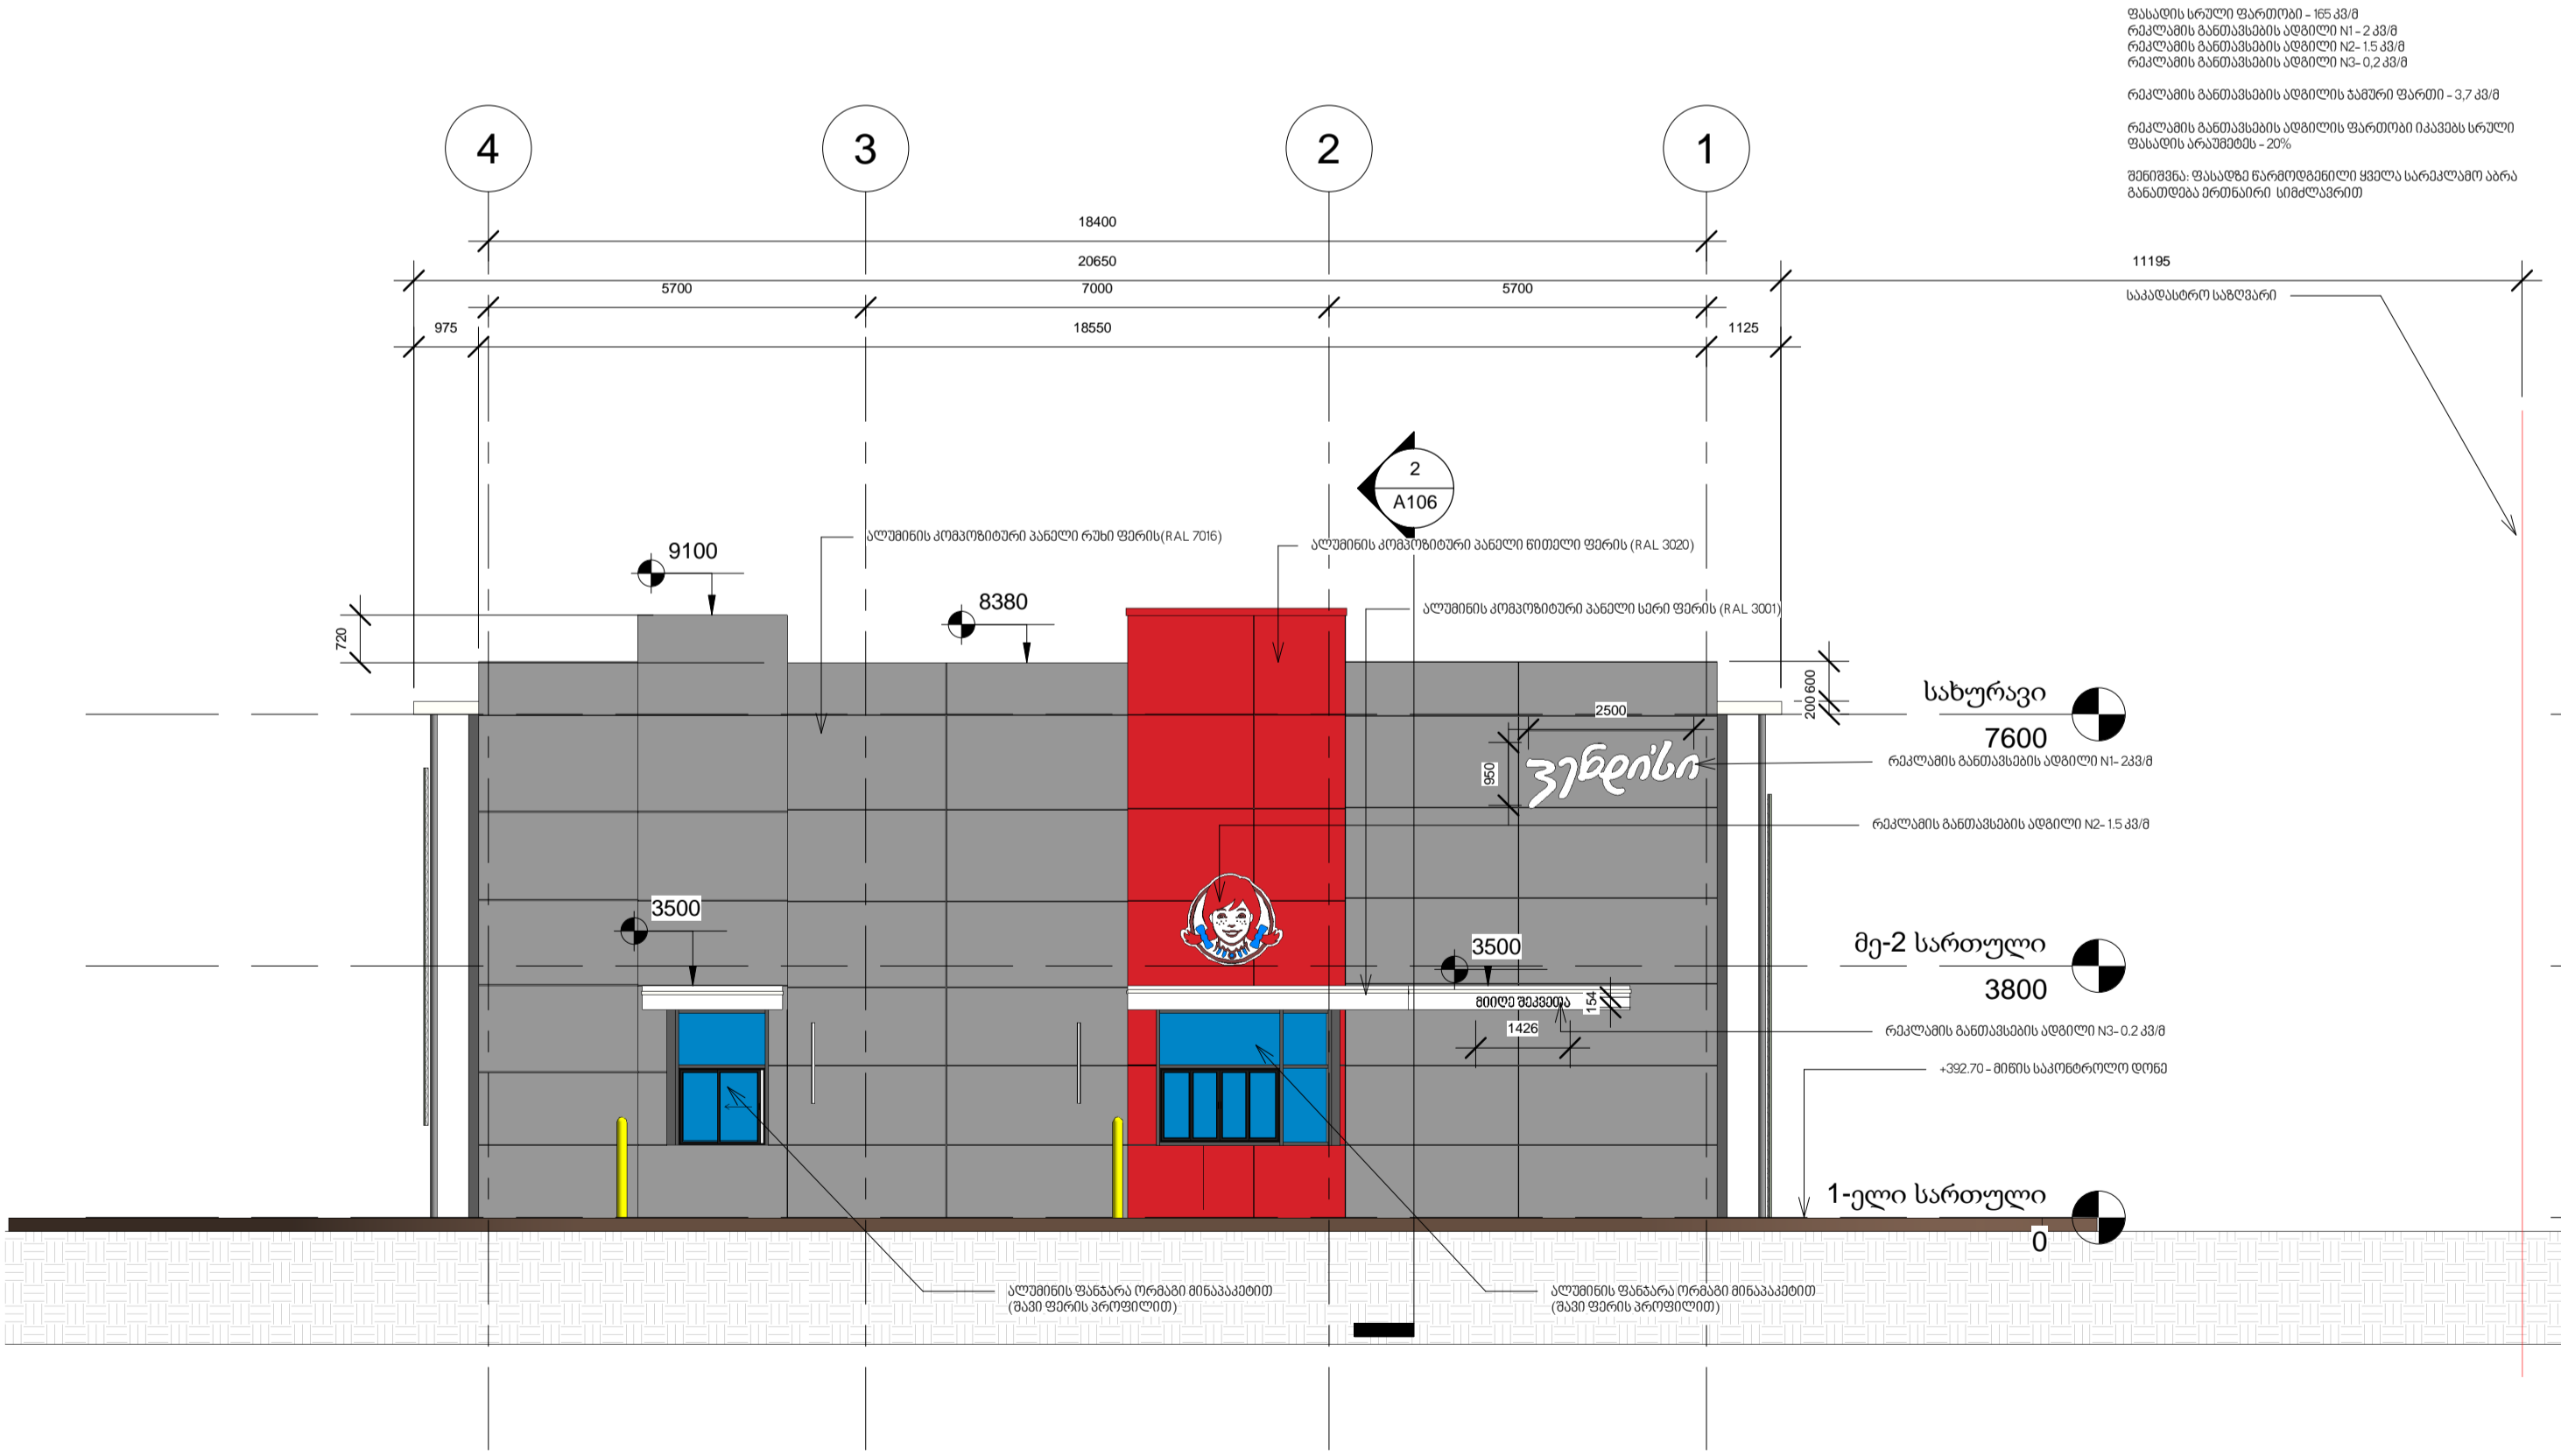 ფასადის სრული ფართობი - 165 კვ/მ
რეკლამის განთავსების ადგილი N1 - 2 კვ/მ
რეკლამის განთავსების ადგილი N2- 1.5 კვ/მ
რეკლამის განთავსების ადგილი N3- 0,2 კვ/მ
რეკლამის განთავსების ადგილის ჯამური ფართი - 3,7 კვ/მ
რეკლამის განთავსების ადგილის ფართობი იკავებს სრული
ფასადის არაუმეტეს - 20%
შენიშვნა: ფასადზე წარმოდგენილი ყველა სარეკლამო აბრა
განათდება ერთნაირი სიმძლავრით
4
3
2
1
18400
20650
11195
5700
7000
5700
საკადასტრო საზღვარი
975
18550
1125
2
A106
ალუმინის კომპოზიტური პანელი რუხი ფერის(RAL 7016)
ალუმინის კომპოზიტური პანელი წითელი ფერის (RAL 3020)
9100
8380
ალუმინის კომპოზიტური პანელი სერი ფერის (RAL 3001)
720
600
200
სახურავი
7600
2500
950
ვენდი'სი
რეკლამის განთავსების ადგილი N1- 2კვ/მ
რეკლამის განთავსების ადგილი N2- 1.5 კვ/მ
3500
3500
მე-2 სართული
3800
მიიღე შეკვეთა
154
1426
რეკლამის განთავსების ადგილი N3- 0.2 კვ/მ
+392.70 - მიწის საკონტროლო დონე
1-ელი სართული
0
ალუმინის ფანჯარა ორმაგი მინაპაკეტით
(შავი ფერის პროფილით)
ალუმინის ფანჯარა ორმაგი მინაპაკეტით
(შავი ფერის პროფილით)